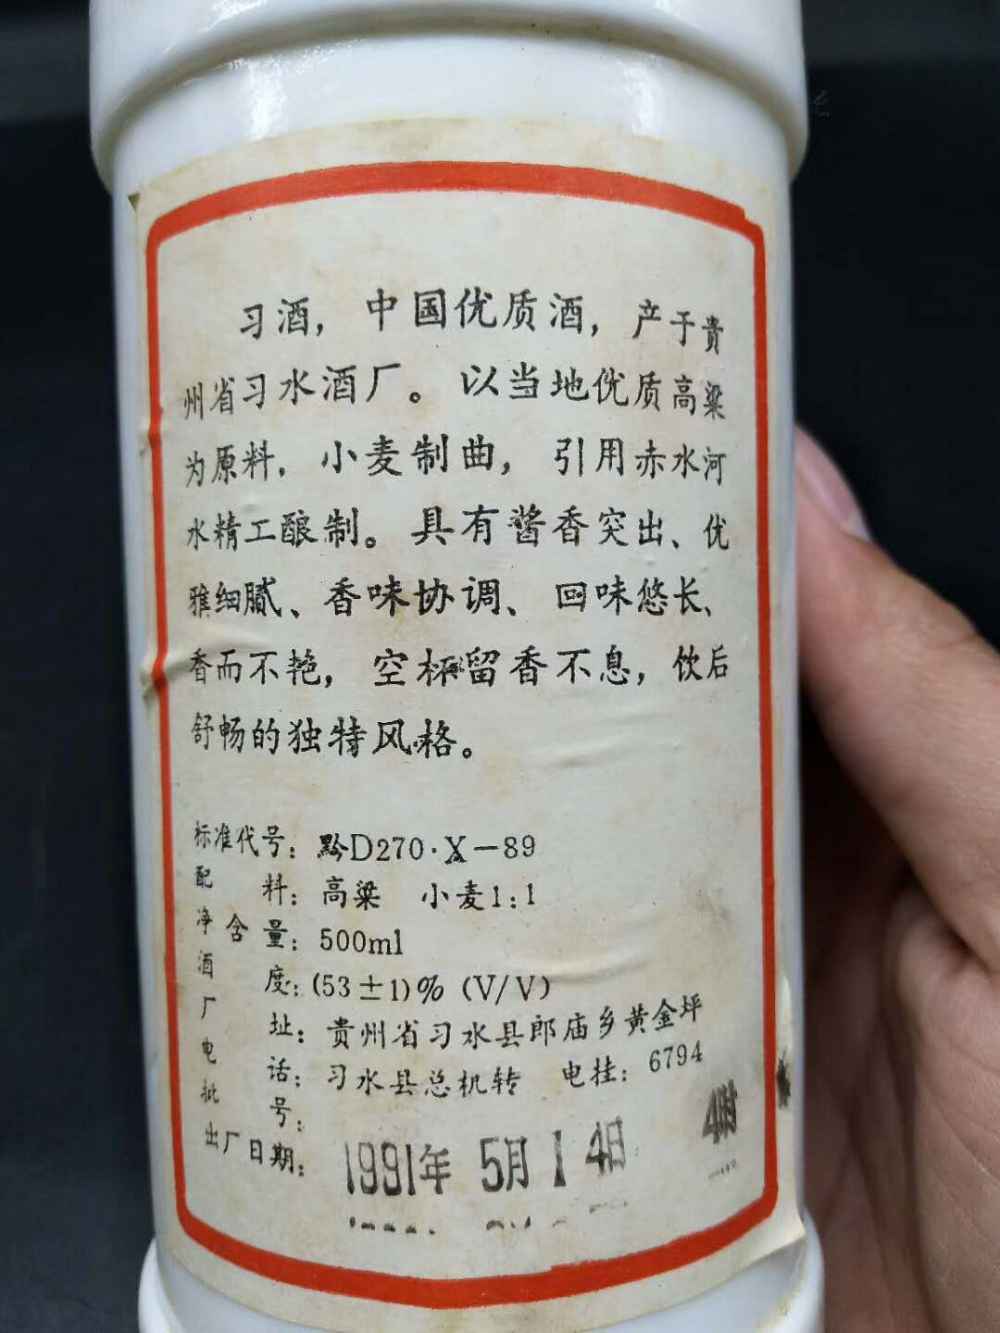 习酒，中国优质酒，产于贵
州省习水酒厂。以当地优质高粱
为原料，小麦制曲，引用赤水河
水精工酿制。具有酱香突出、优
雅细腻、香味协调、回味悠长、
香而不艳，空杯留香不息，饮后
舒畅的独特风格。
标准代号：黔D270·X－89
配料：高粱 小麦1：1
净含量：500ml
酒度：(53±1)%（V/V）
厂址：贵州省习水县郎庙乡黄金坪
电话：习水县总机转 电挂：6794
批号：
出厂日期：1991年5月14日